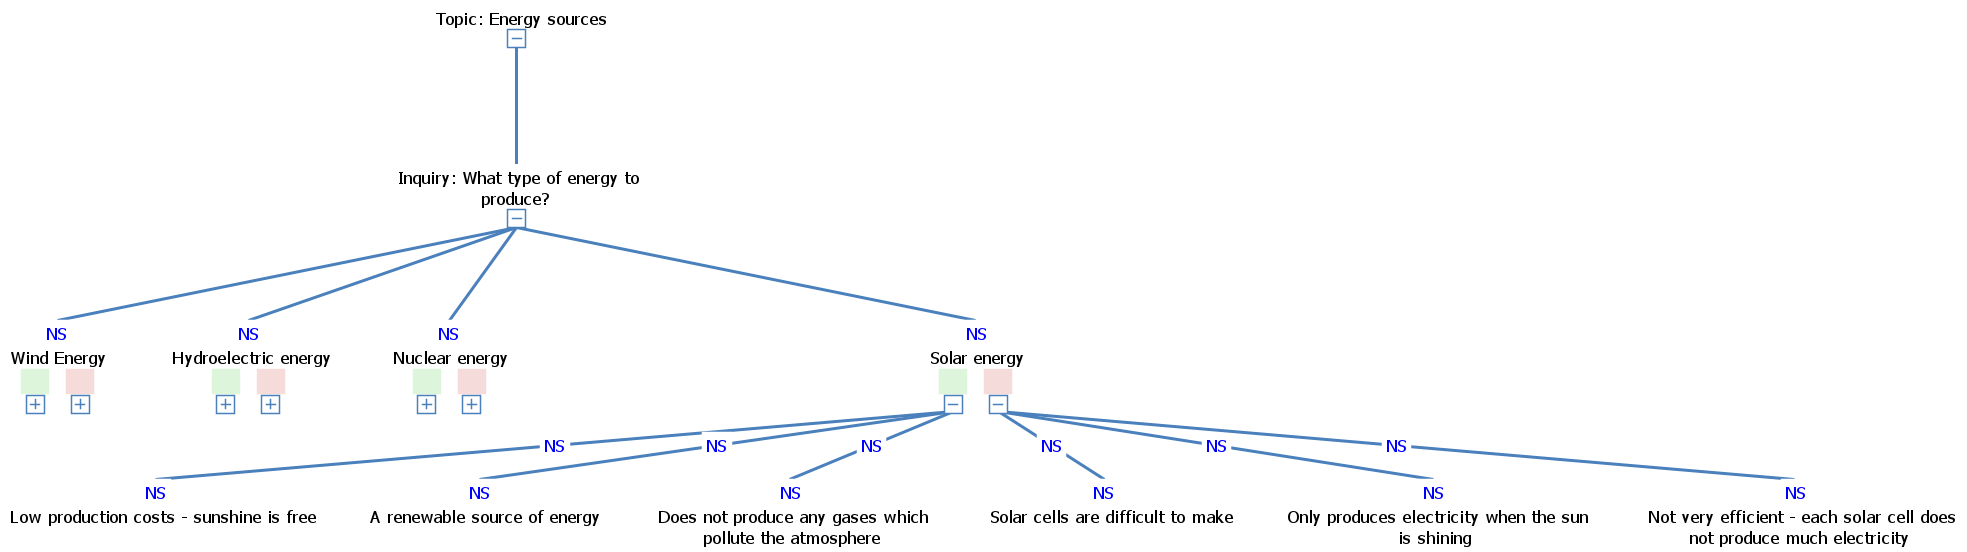 Topic: Energy sources
Inquiry: What type of energy to
produce?
NS
NS
NS
NS
Wind Energy
Hydroelectric energy
Nuclear energy
Solar energy
NS
NS
NS
NS
NS
NS
NS
NS
NS
NS
NS
NS
Low production costs - sunshine is free
A renewable source of energy
Does not produce any gases which
pollute the atmosphere
Solar cells are difficult to make
Only produces electricity when the sun
is shining
Not very efficient - each solar cell does
not produce much electricity